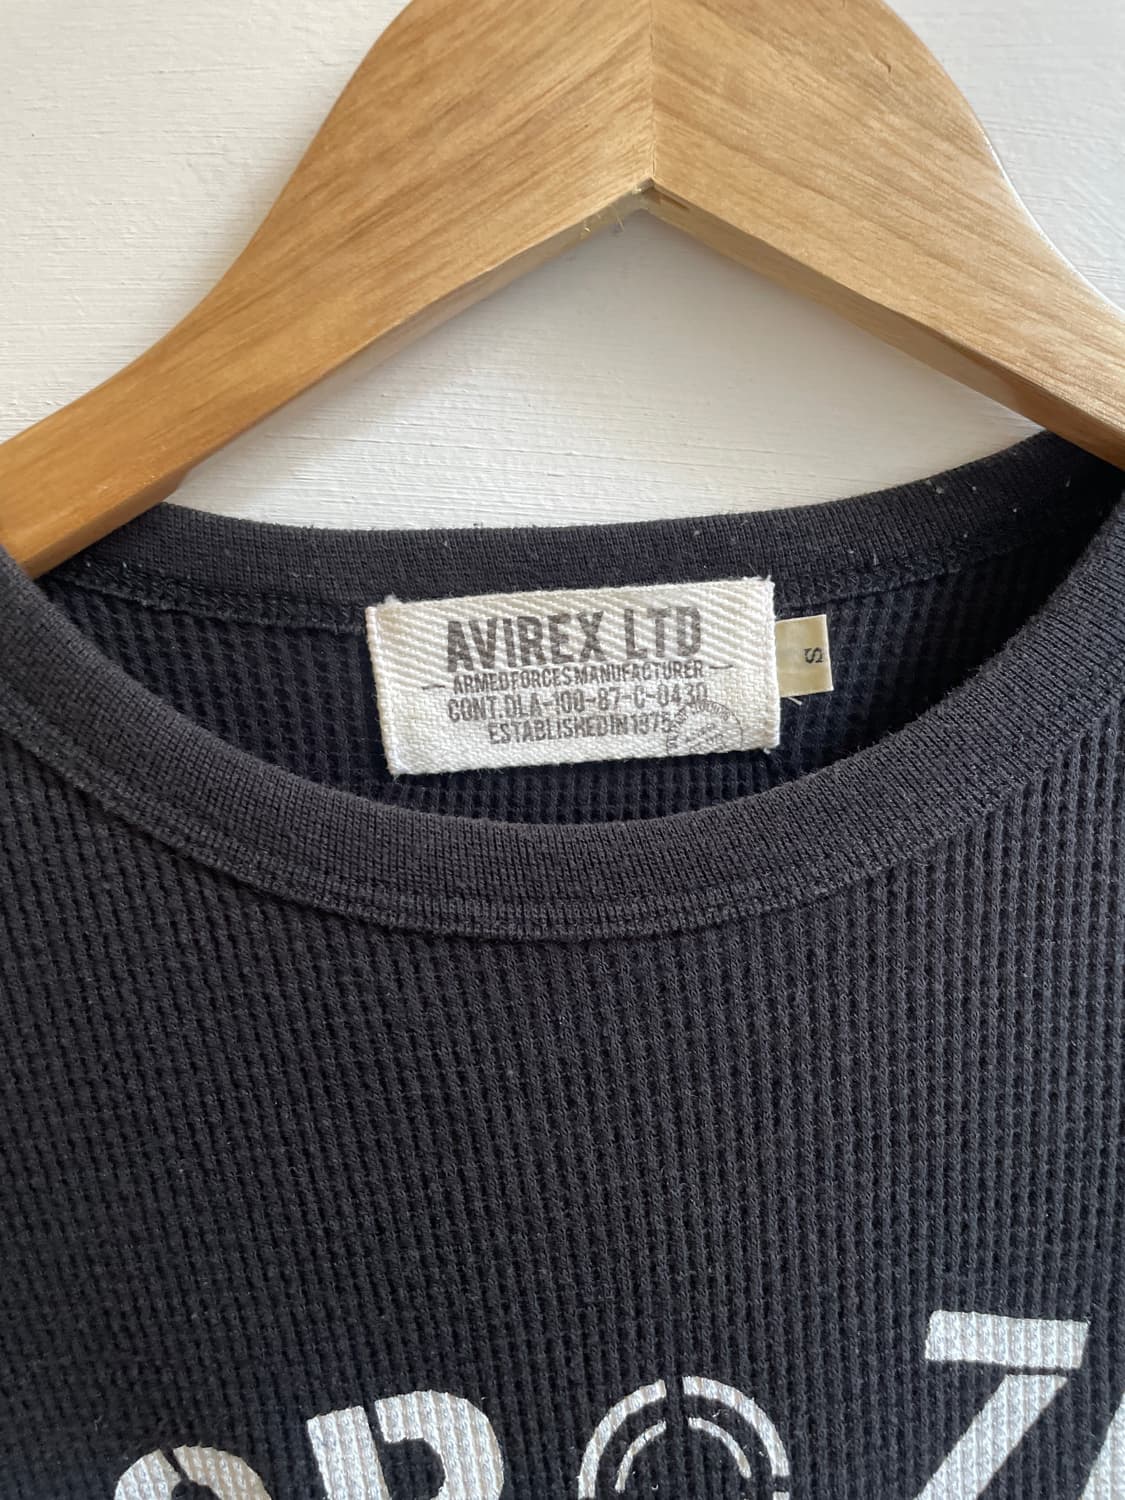 AVIREX LTD
ARMED FORCES MANUFACTURER
CONT.DLA-100-87-C-0430
ESTABLISHED IN 1975
S